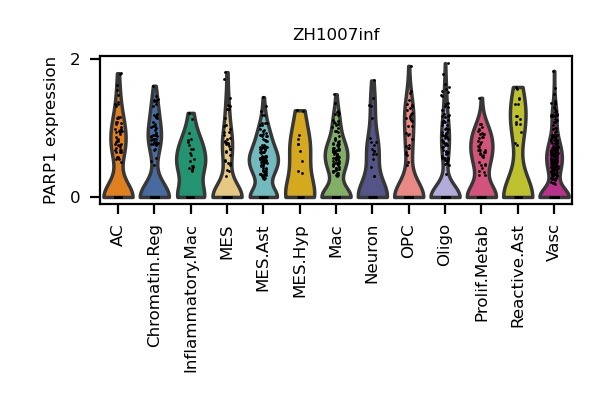 ZH1007inf
PARP1 expression
2
0
AC
Chromatin.Reg
Inflammatory.Mac
MES
MES.Ast
MES.Hyp
Mac
Neuron
OPC
Oligo
Prolif.Metab
Reactive.Ast
Vasc